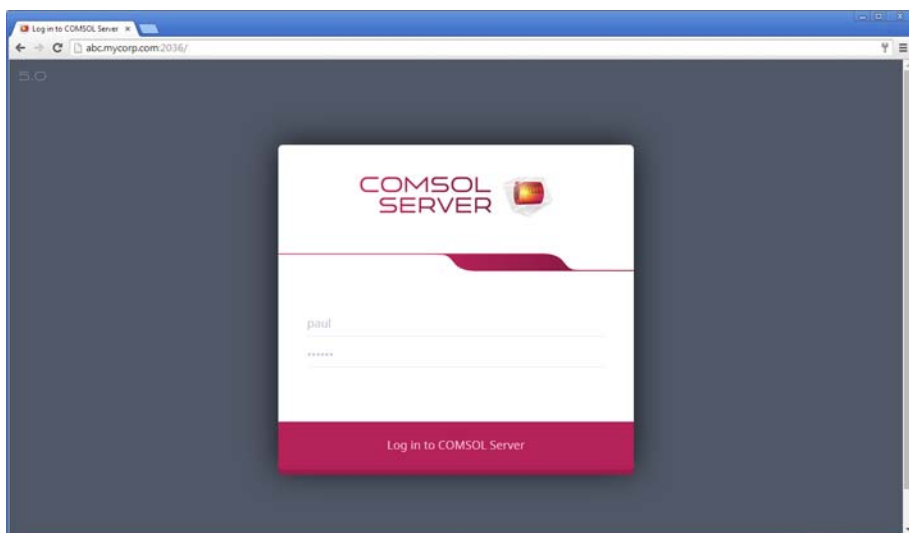 Log in to COMSOL Server
abc.mycorp.com:2036/
5.0
COMSOL
SERVER
paul
••••••
Log in to COMSOL Server